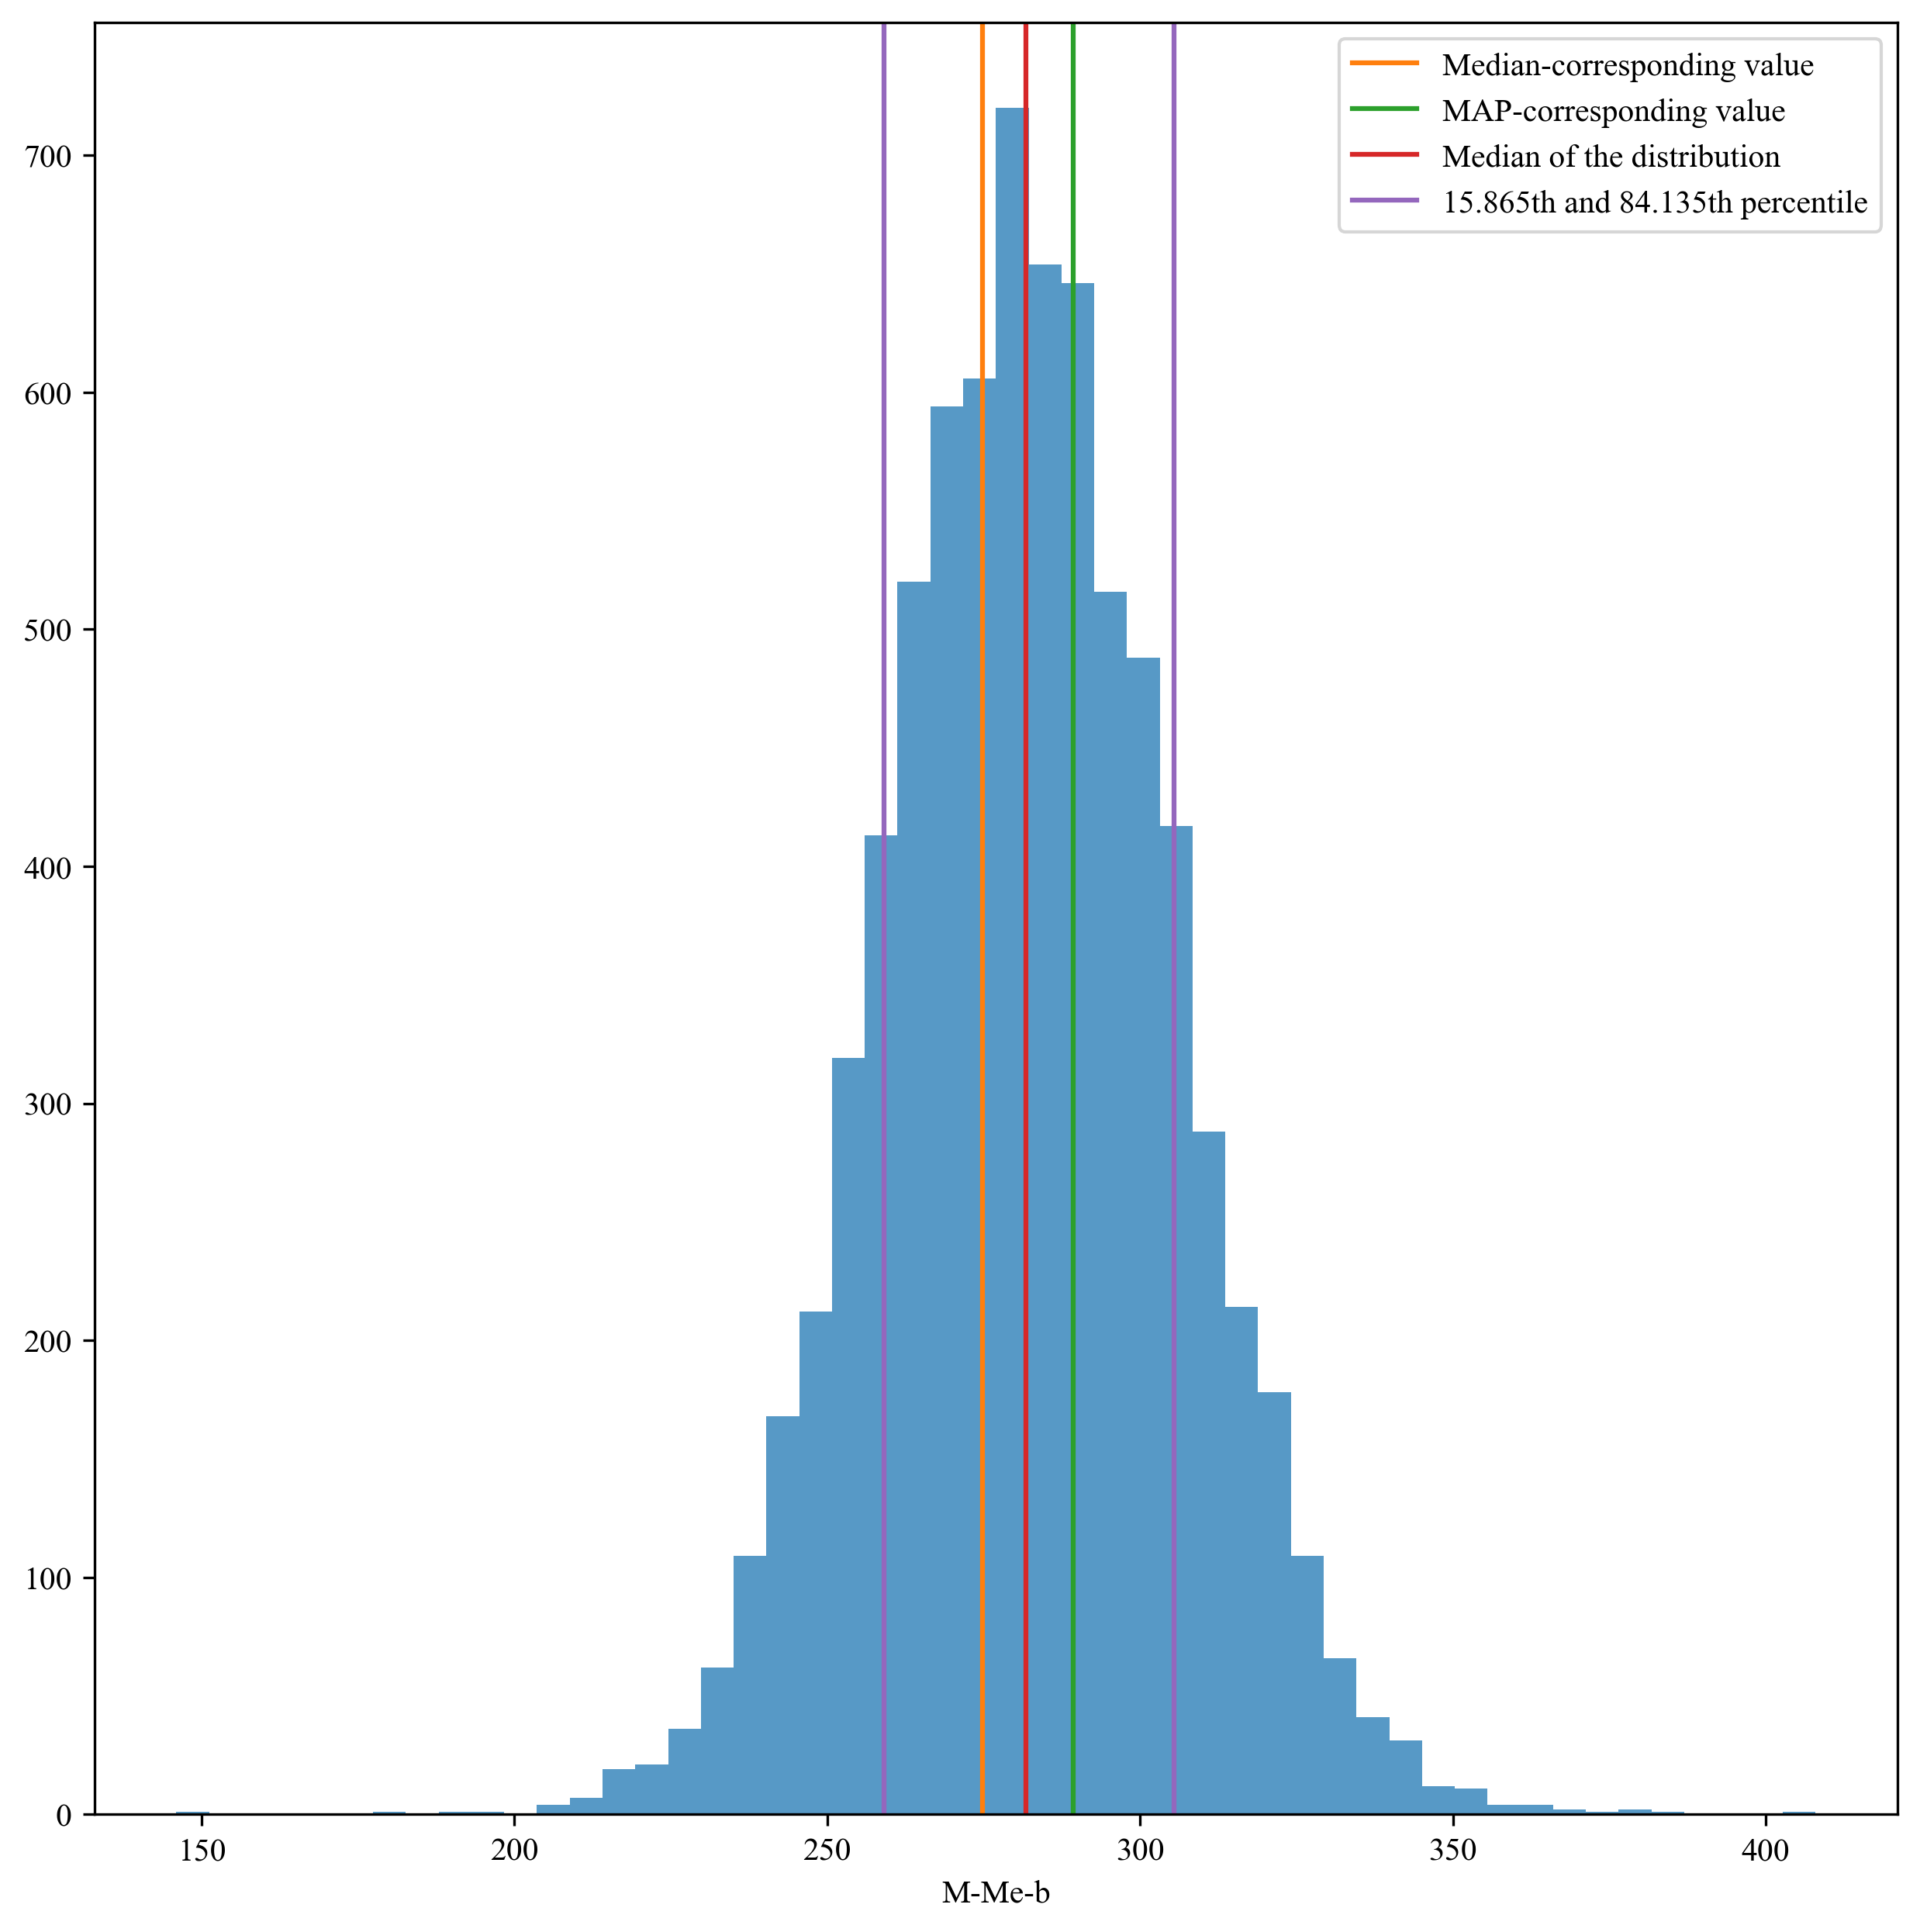 Median-corresponding value
MAP-corresponding value
Median of the distribution
15.865th and 84.135th percentile
700
600
500
400
300
200
100
0
150 200 250 300 350 400
M-Me-b